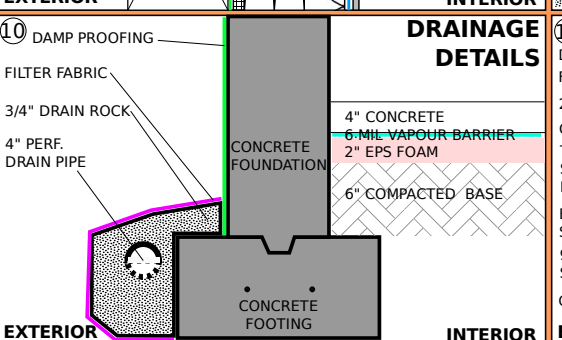 EXTERIOR
INTERIOR
10
DAMP PROOFING
DRAINAGE
DETAILS
FILTER FABRIC
3/4" DRAIN ROCK
4" PERF.
DRAIN PIPE
CONCRETE
FOUNDATION
4" CONCRETE
6 MIL VAPOUR BARRIER
2" EPS FOAM
6" COMPACTED BASE
CONCRETE
FOOTING
EXTERIOR
INTERIOR